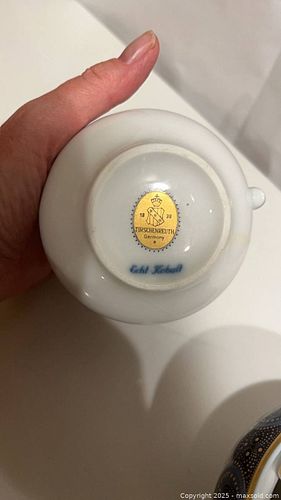 18 38
TIRSCHENREUTH
Germany
Echt Kobalt
Copyright 2025 - maxsold.com